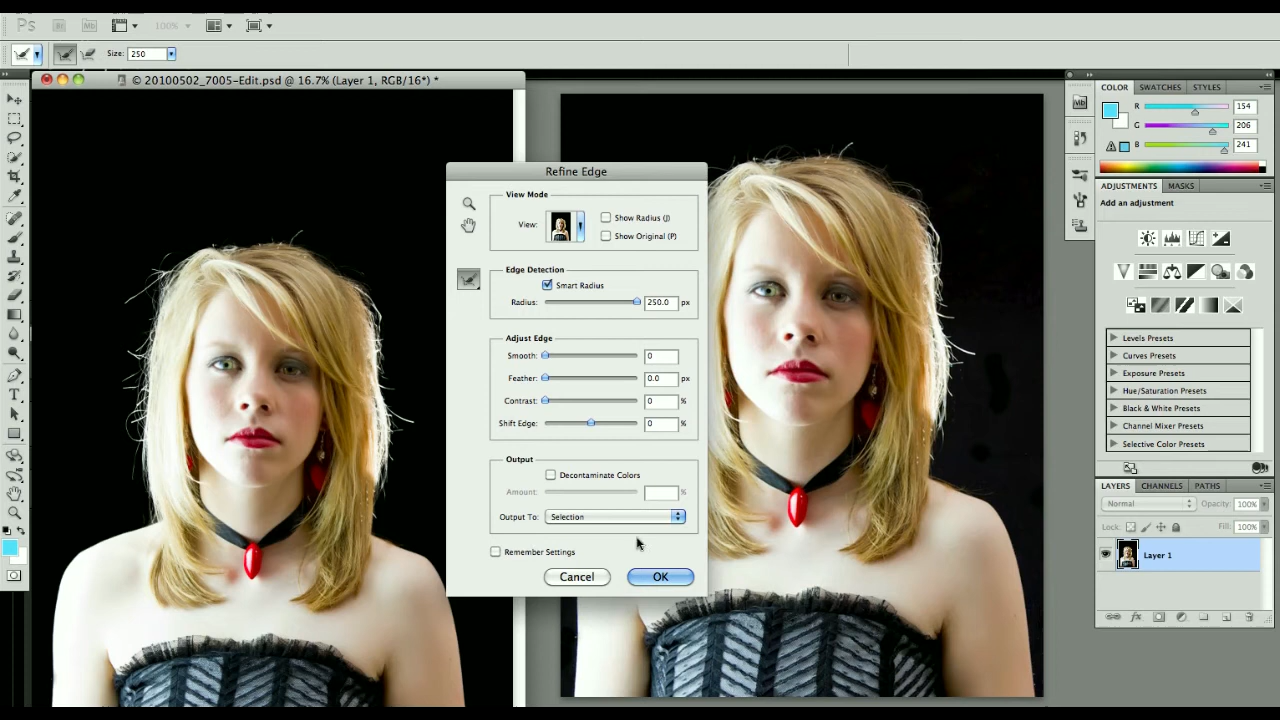 Ps Br Mb 100%
Size: 250
© 20100502_7005-Edit.psd @ 16.7% (Layer 1, RGB/16*) *
Refine Edge
View Mode
View:
Show Radius (J)
Show Original (P)
Edge Detection
Smart Radius
Radius: 250.0 px
Adjust Edge
Smooth: 0
Feather: 0.0 px
Contrast: 0 %
Shift Edge: 0 %
Output
Decontaminate Colors
Amount: %
Output To: Selection
Remember Settings
Cancel OK
COLOR SWATCHES STYLES
R 154
G 206
B 241
ADJUSTMENTS MASKS
Add an adjustment
Levels Presets
Curves Presets
Exposure Presets
Hue/Saturation Presets
Black & White Presets
Channel Mixer Presets
Selective Color Presets
LAYERS CHANNELS PATHS
Normal Opacity: 100%
Lock: Fill: 100%
Layer 1